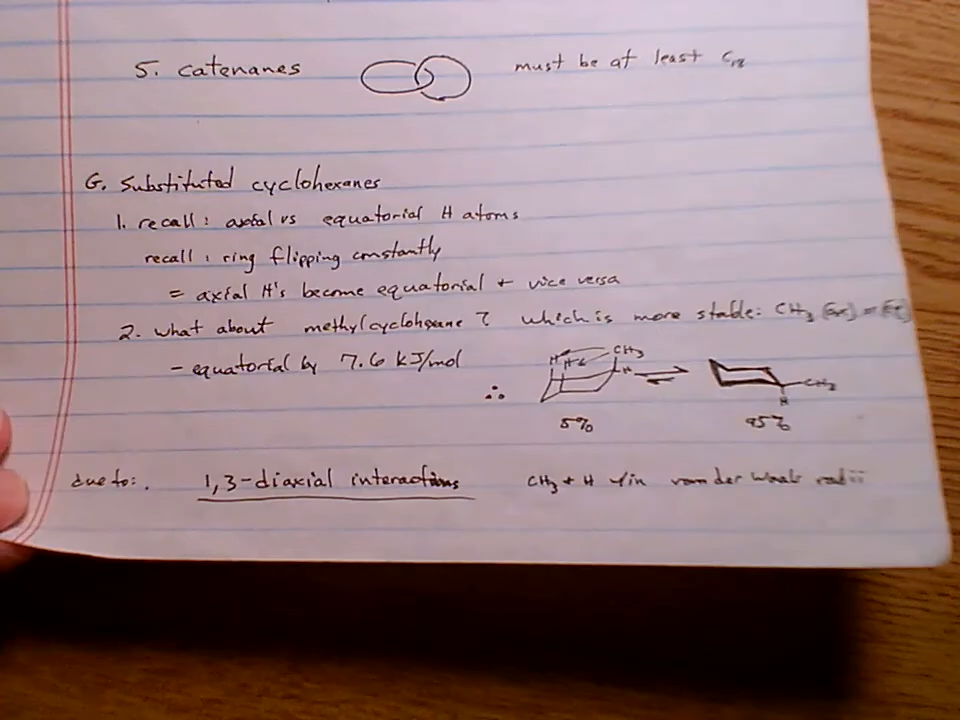 5. catenanes must be at least C18
G. Substituted cyclohexanes
1. recall: axial vs equatorial H atoms
recall: ring flipping constantly
= axial H's become equatorial + vice versa
2. what about methylcyclohexane? which is more stable: CH3
- equatorial by 7.6 kJ/mol
H H CH3 H CH3 H
∴ 5% 95%
due to: 1,3-diaxial interactions CH3 + H w/in van der Waals radii